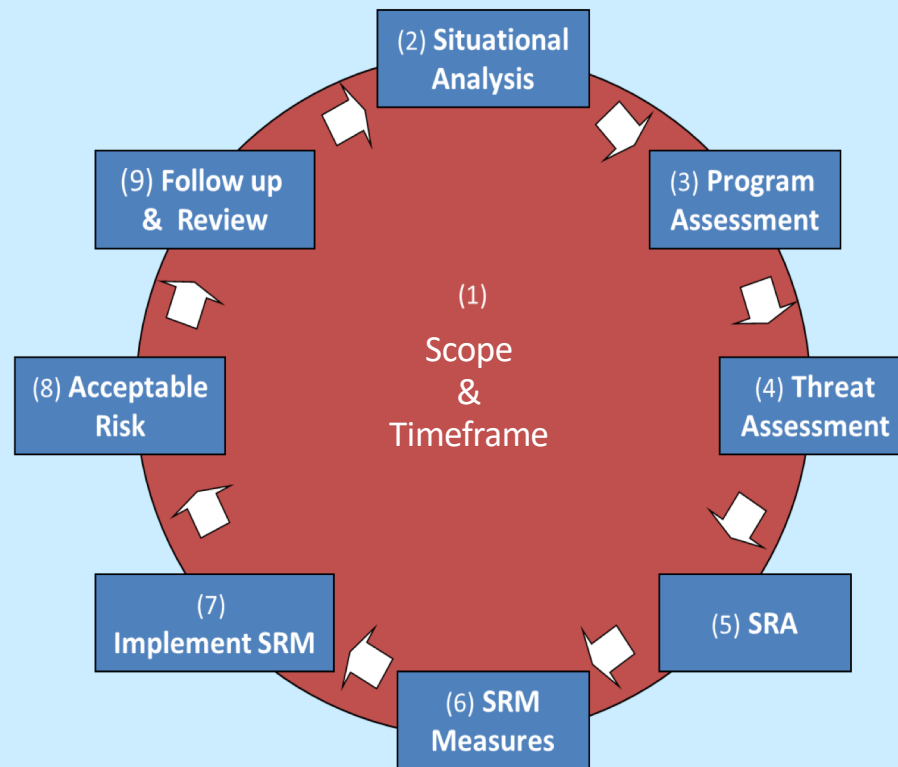 (1)
Scope
&
Timeframe
(2) Situational
Analysis
(3) Program
Assessment
(4) Threat
Assessment
(5) SRA
(6) SRM
Measures
(7)
Implement SRM
(8) Acceptable
Risk
(9) Follow up
& Review